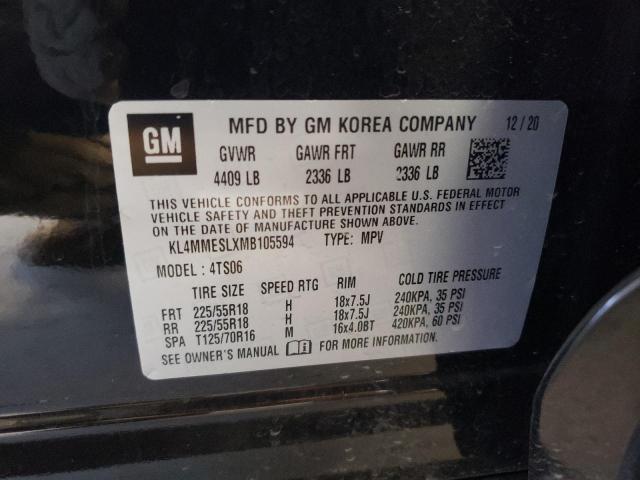 GM MFD BY GM KOREA COMPANY 12/20
GVWR GAWR FRT GAWR RR
4409 LB 2336 LB 2336 LB
THIS VEHICLE CONFORMS TO ALL APPLICABLE U.S. FEDERAL MOTOR
VEHICLE SAFETY AND THEFT PREVENTION STANDARDS IN EFFECT
ON THE DATE OF MANUFACTURE SHOWN ABOVE.
KL4MMESLXMB105594 TYPE: MPV
MODEL: 4TS06
TIRE SIZE SPEED RTG RIM COLD TIRE PRESSURE
FRT 225/55R18 H 18x7.5J 240KPA, 35 PSI
RR 225/55R18 H 18x7.5J 240KPA, 35 PSI
SPA T125/70R16 M 16x4.0BT 420KPA, 60 PSI
SEE OWNER'S MANUAL FOR MORE INFORMATION.